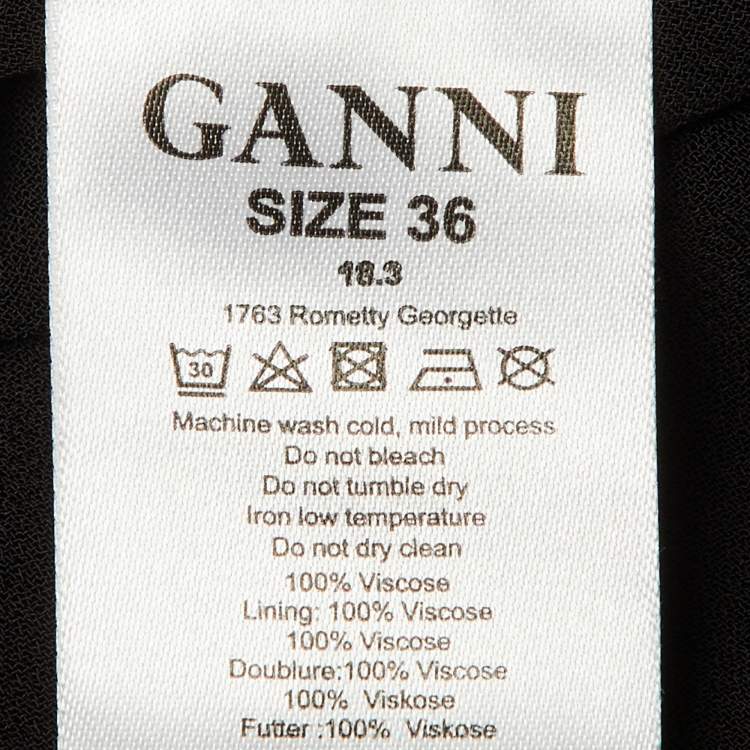 GANNI
SIZE 36
18.3
1763 Rometty Georgette
30
Machine wash cold, mild process
Do not bleach
Do not tumble dry
Iron low temperature
Do not dry clean
100% Viscose
Lining: 100% Viscose
100% Viscose
Doublure:100% Viscose
100% Viskose
Futter :100% Viskose